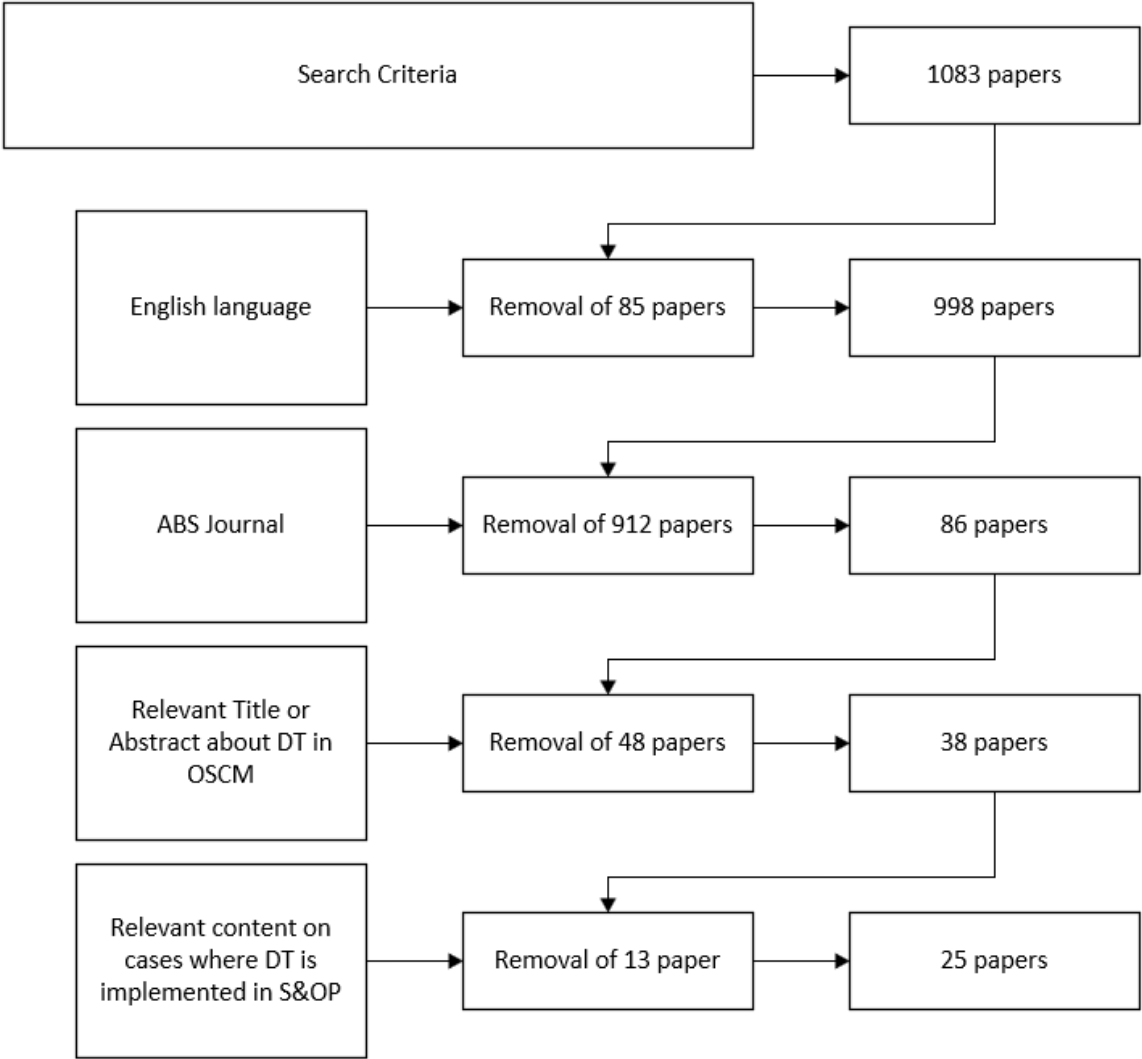 Search Criteria
1083 papers
English language
Removal of 85 papers
998 papers
ABS Journal
Removal of 912 papers
86 papers
Relevant Title or
Abstract about DT in
OSCM
Removal of 48 papers
38 papers
Relevant content on
cases where DT is
implemented in S&OP
Removal of 13 paper
25 papers